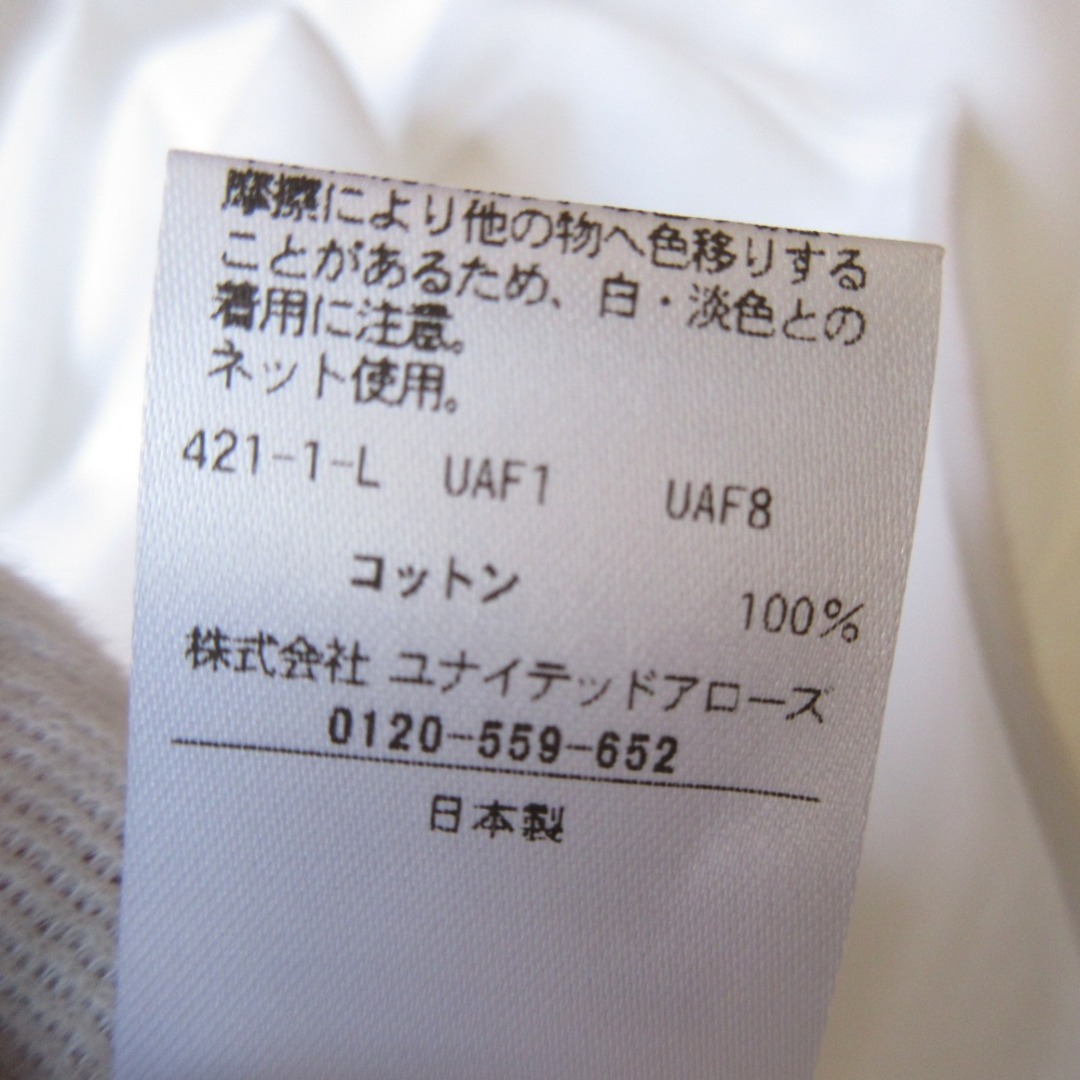 摩擦により他の物へ色移りする
ことがあるため、白・淡色との
着用に注意。
ネット使用。
421-1-L UAF1 UAF8
コットン 100%
株式会社 ユナイテッドアローズ
0120-559-652
日本製